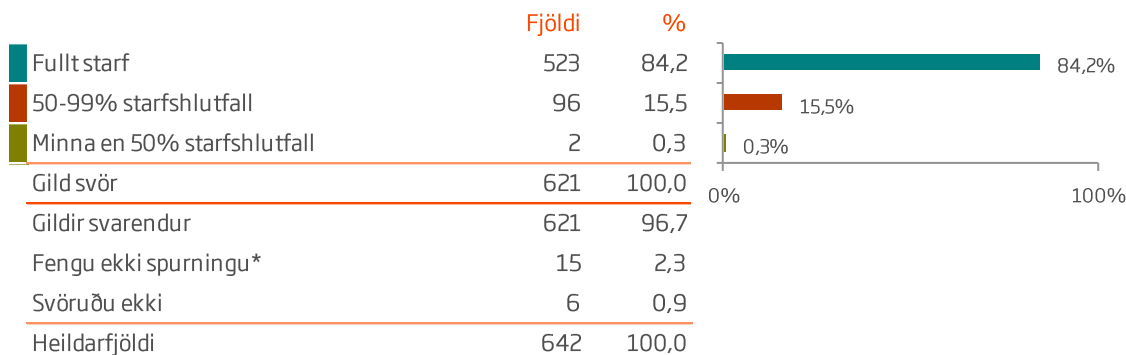 Fjöldi %
Fullt starf 523 84,2 84,2%
50-99% starfshlutfall 96 15,5 15,5%
Minna en 50% starfshlutfall 2 0,3 0,3%
Gild svör 621 100,0 0% 100%
Gildir svarendur 621 96,7
Fengu ekki spurningu* 15 2,3
Svöruðu ekki 6 0,9
Heildarfjöldi 642 100,0